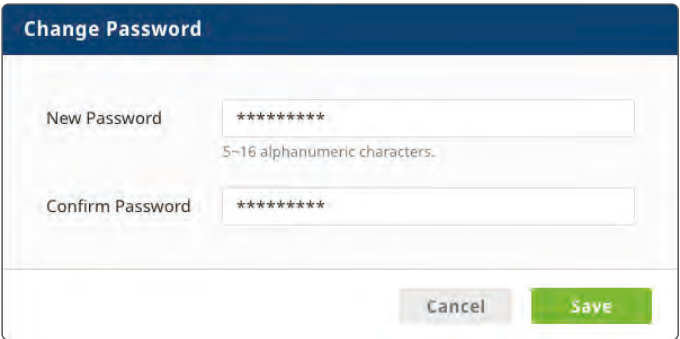 Change Password
New Password *********
5~16 alphanumeric characters.
Confirm Password *********
Cancel Save